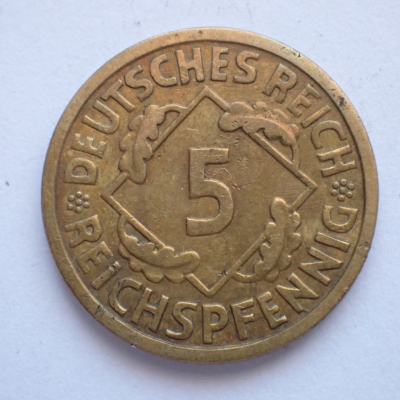 DEUTSCHES REICH
5
REICHSPFENNIG